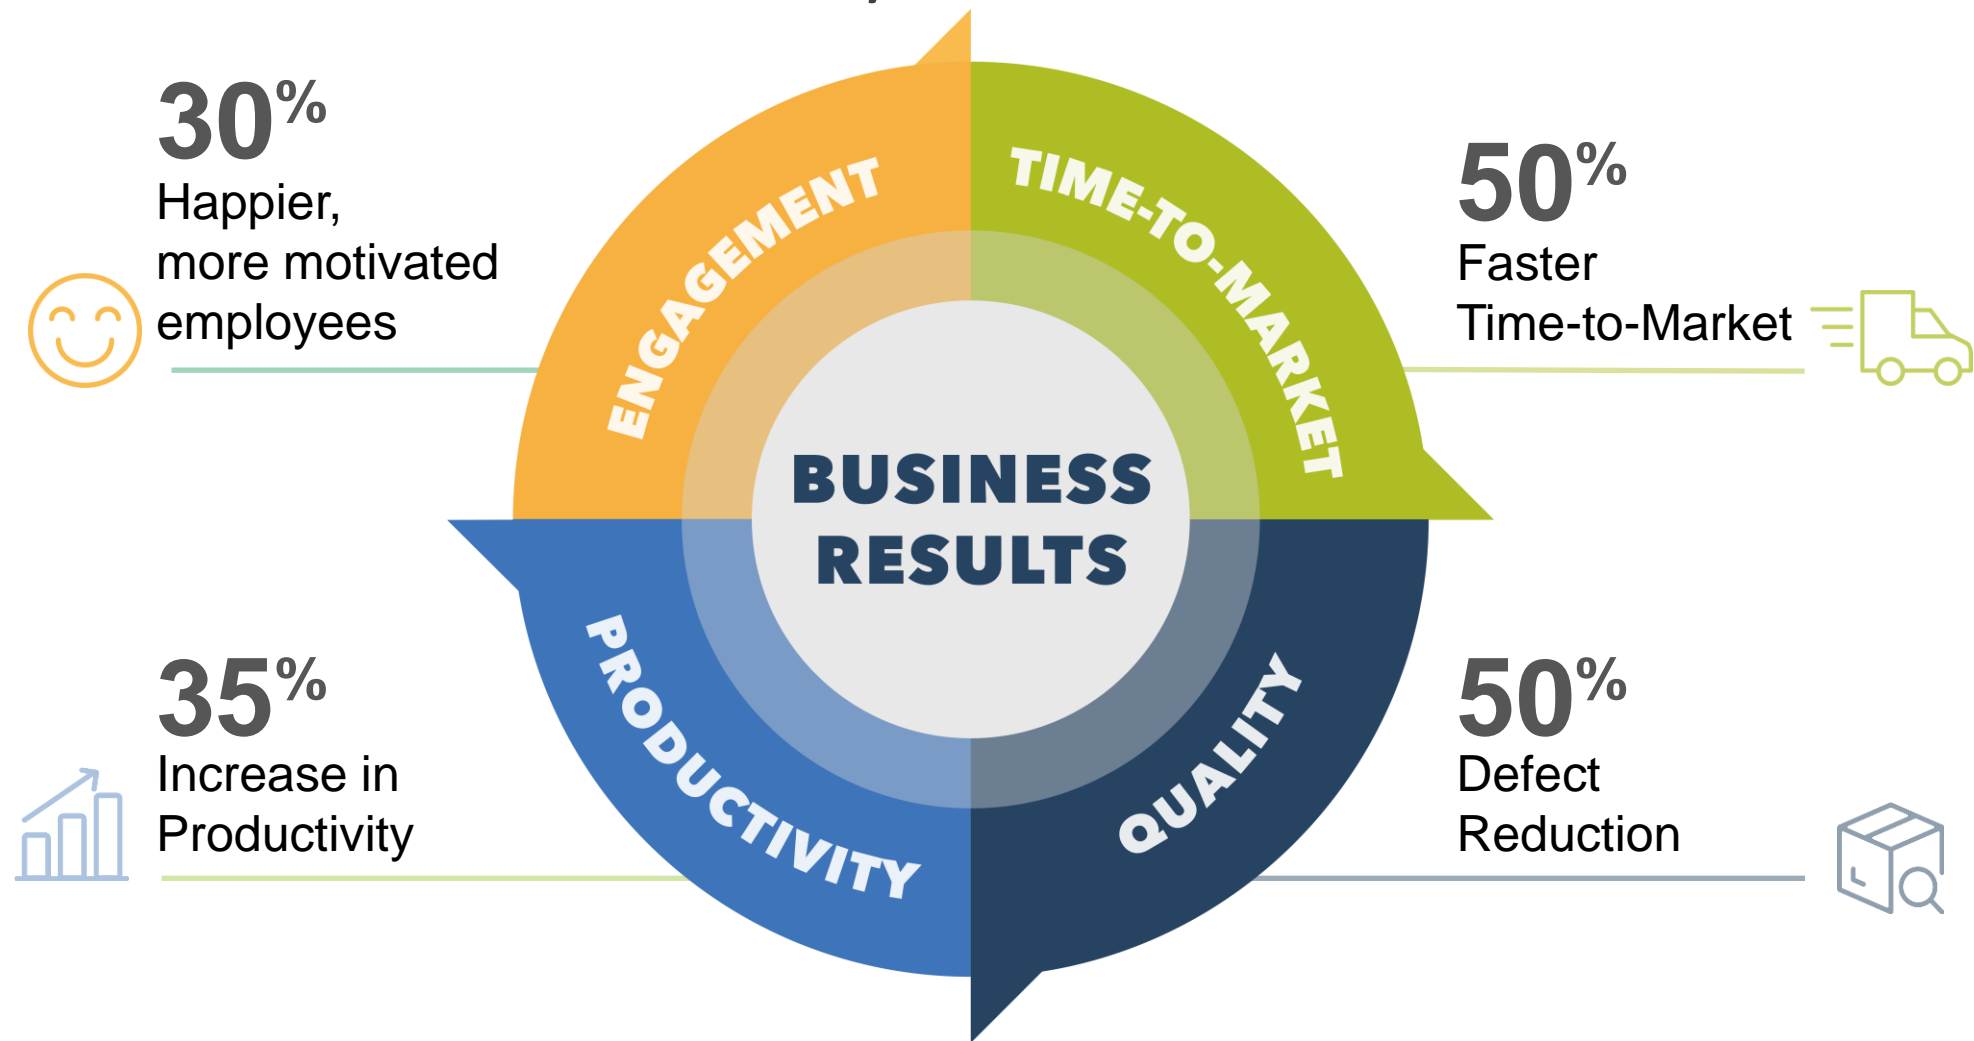 30%
Happier,
more motivated
employees
ENGAGEMENT
TIME-TO-MARKET
50%
Faster
Time-to-Market
BUSINESS
RESULTS
35%
Increase in
Productivity
PRODUCTIVITY
QUALITY
50%
Defect
Reduction